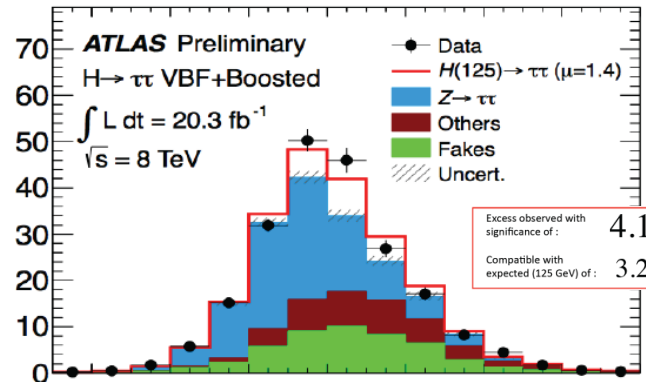 70
60
50
40
30
20
10
0
ATLAS Preliminary
H→ ττ VBF+Boosted
∫ L dt = 20.3 fb⁻¹
√s = 8 TeV
Data
H(125)→ ττ (μ=1.4)
Z→ ττ
Others
Fakes
Uncert.
Excess observed with
significance of : 4.1
Compatible with
expected (125 GeV) of : 3.2